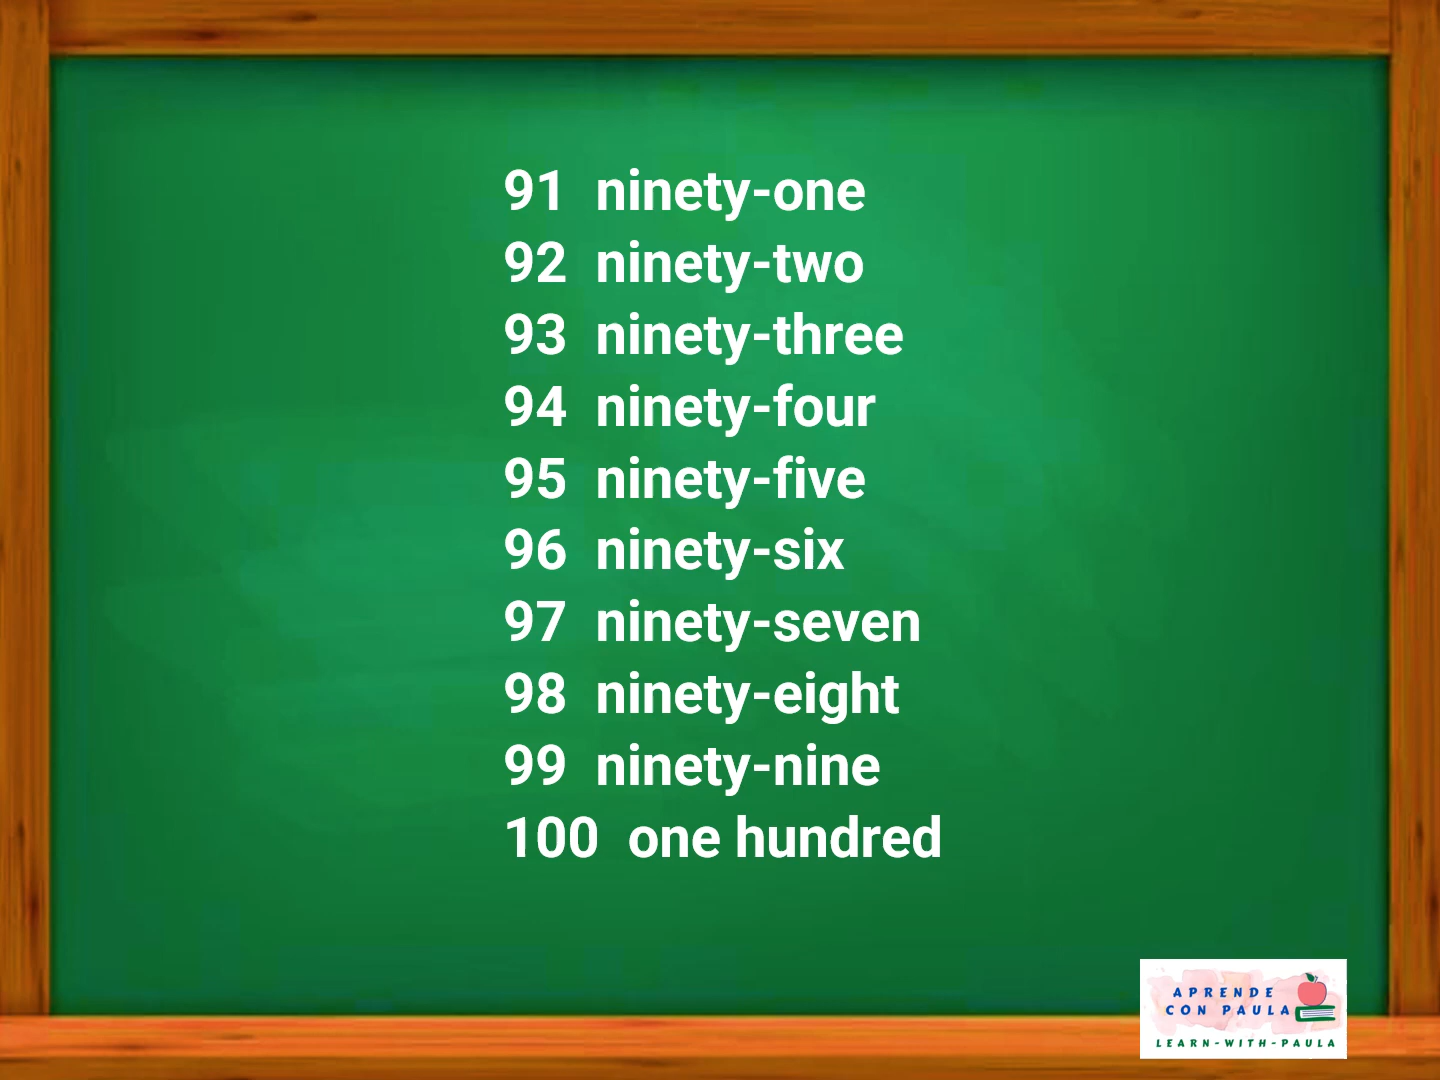 91 ninety-one
92 ninety-two
93 ninety-three
94 ninety-four
95 ninety-five
96 ninety-six
97 ninety-seven
98 ninety-eight
99 ninety-nine
100 one hundred
APRENDE
CON PAULA
LEARN-WITH-PAULA